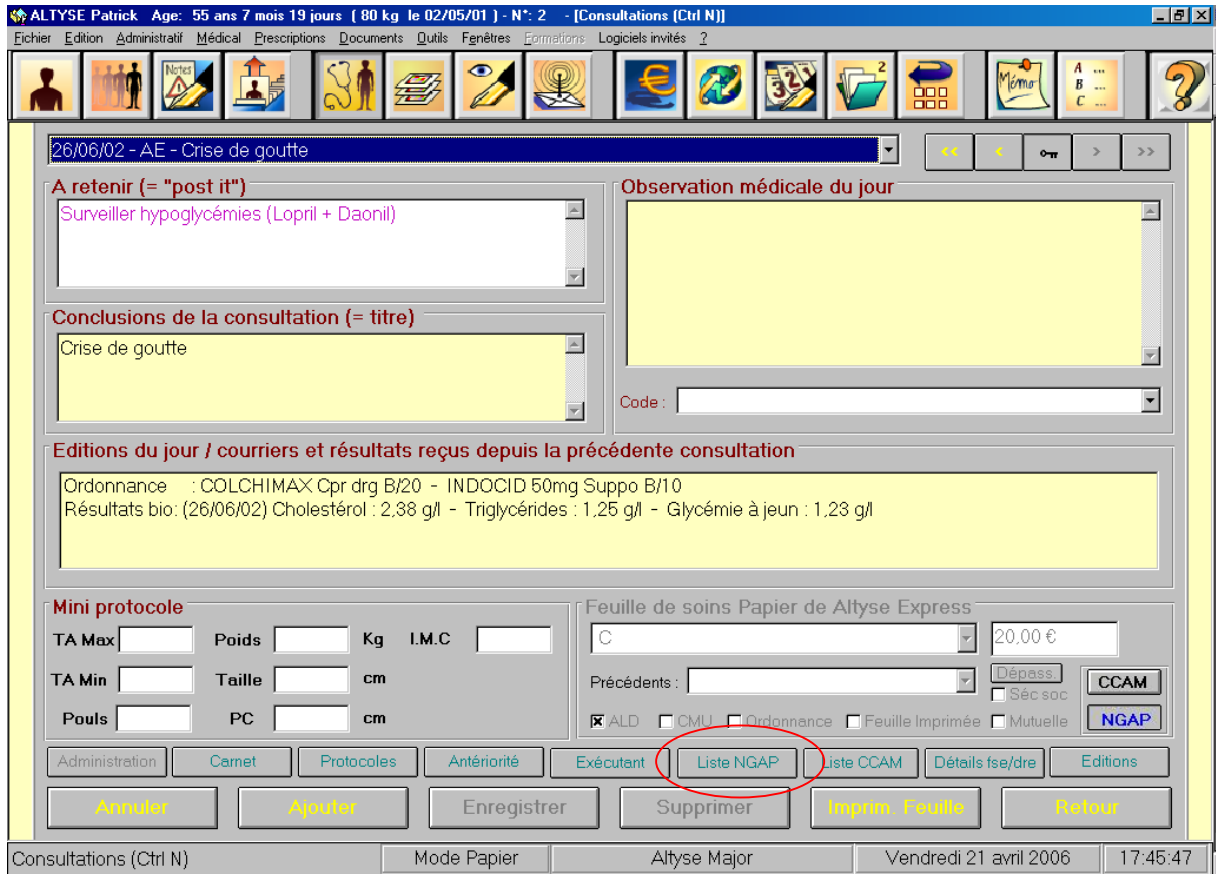 ALTYSE Patrick Age: 55 ans 7 mois 19 jours ( 80 kg le 02/05/01 ) - N°: 2 - [Consultations (Ctrl N)]
Fichier Edition Administratif Médical Prescriptions Documents Outils Fenêtres Formations Logiciels invités ?
Notes
2
Mémo
A ...
B ...
C ...
3 2 1
26/06/02 - AE - Crise de goutte
<< < > >>
A retenir (= "post it")
Surveiller hypoglycémies (Lopril + Daonil)
Observation médicale du jour
Conclusions de la consultation (= titre)
Crise de goutte
Code :
Editions du jour / courriers et résultats reçus depuis la précédente consultation
Ordonnance : COLCHIMAX Cpr drg B/20 - INDOCID 50mg Suppo B/10
Résultats bio: (26/06/02) Cholestérol : 2,38 g/l - Triglycérides : 1,25 g/l - Glycémie à jeun : 1,23 g/l
Mini protocole
TA Max Poids Kg I.M.C
TA Min Taille cm
Pouls PC cm
Feuille de soins Papier de Altyse Express
C 20,00 €
Précédents : Dépass. CCAM
Séc soc
ALD CMU Ordonnance Feuille Imprimée Mutuelle NGAP
Administration Carnet Protocoles Antériorité Exécutant Liste NGAP Liste CCAM Détails fse/dre Editions
Annuler Ajouter Enregistrer Supprimer Imprim. Feuille Retour
Consultations (Ctrl N) Mode Papier Altyse Major Vendredi 21 avril 2006 17:45:47